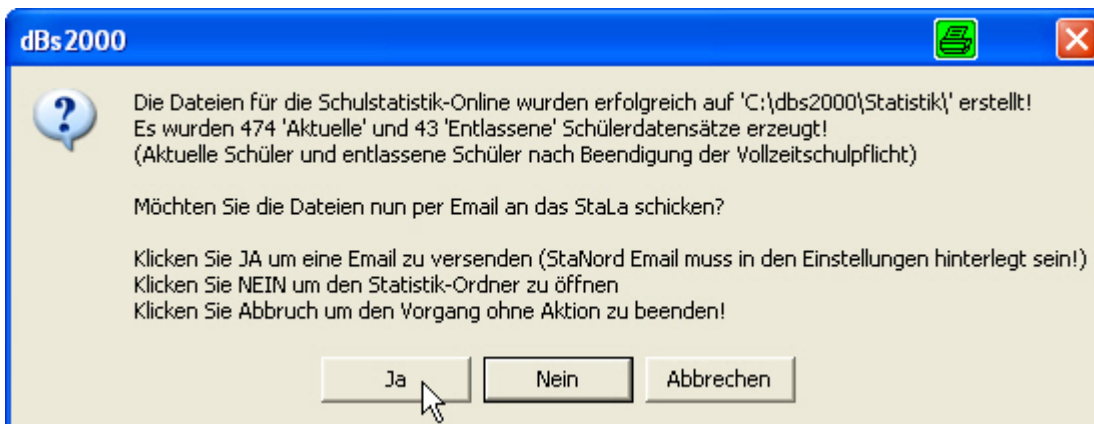 dBs2000
Die Dateien für die Schulstatistik-Online wurden erfolgreich auf 'C:\dbs2000\Statistik\' erstellt!
Es wurden 474 'Aktuelle' und 43 'Entlassene' Schülerdatensätze erzeugt!
(Aktuelle Schüler und entlassene Schüler nach Beendigung der Vollzeitschulpflicht)
Möchten Sie die Dateien nun per Email an das StaLa schicken?
Klicken Sie JA um eine Email zu versenden (StaNord Email muss in den Einstellungen hinterlegt sein!)
Klicken Sie NEIN um den Statistik-Ordner zu öffnen
Klicken Sie Abbruch um den Vorgang ohne Aktion zu beenden!
Ja Nein Abbrechen